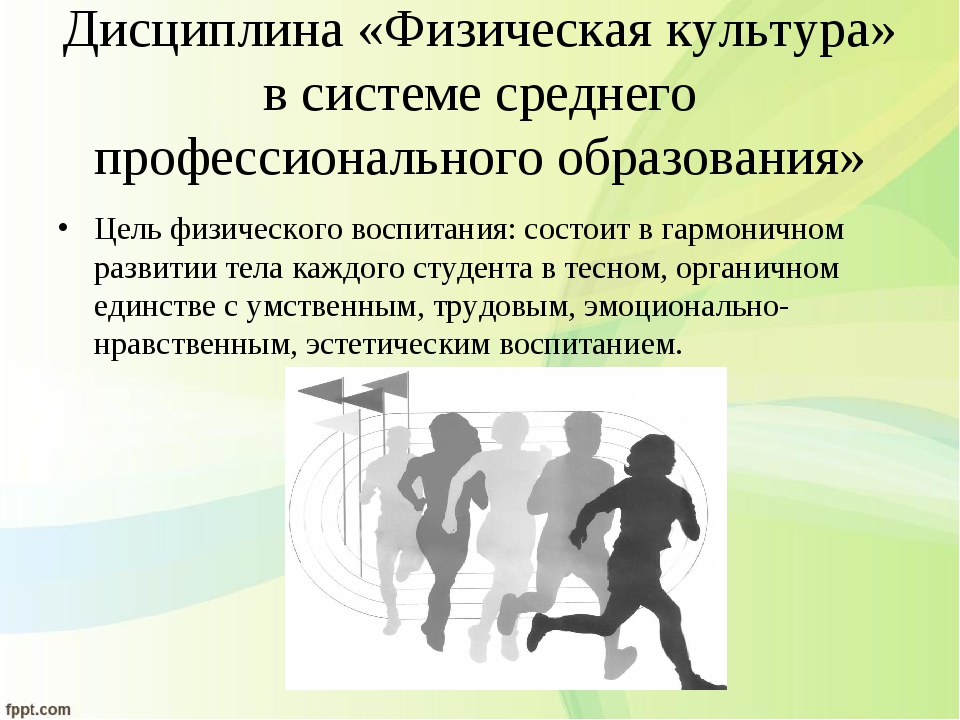 Дисциплина «Физическая культура»
в системе среднего
профессионального образования»
• Цель физического воспитания: состоит в гармоничном
развитии тела каждого студента в тесном, органичном
единстве с умственным, трудовым, эмоционально-
нравственным, эстетическим воспитанием.
fppt.com